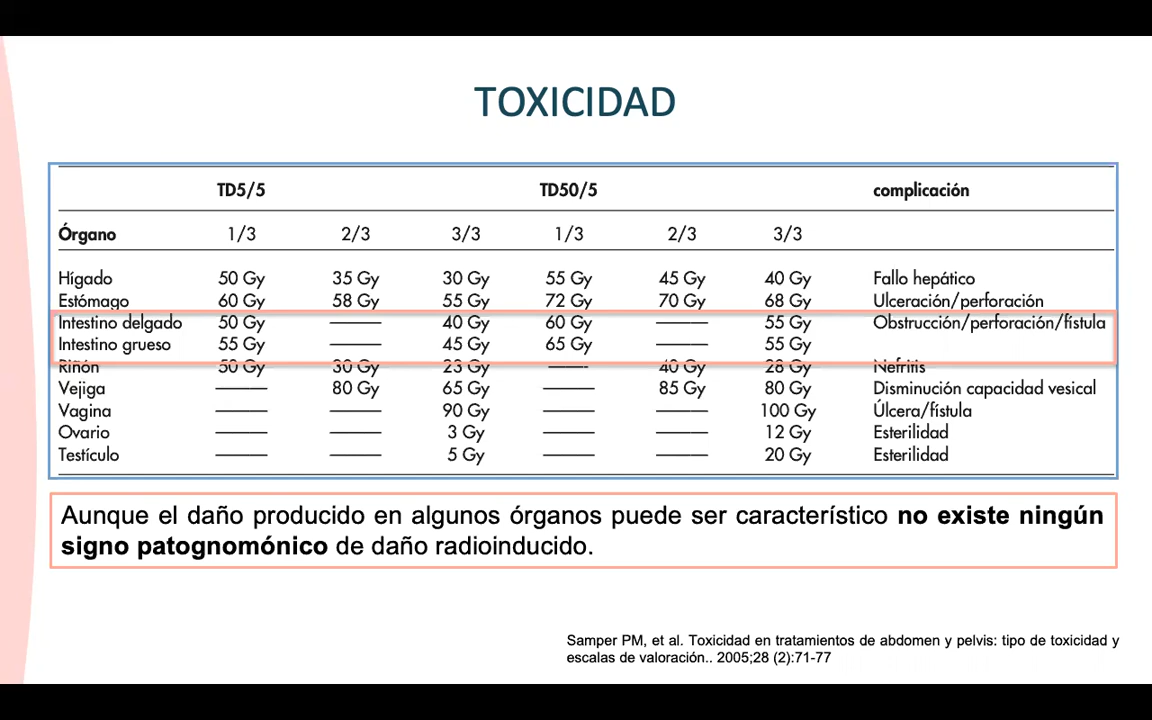 TOXICIDAD
TD5/5 TD50/5 complicación
Órgano 1/3 2/3 3/3 1/3 2/3 3/3
Hígado 50 Gy 35 Gy 30 Gy 55 Gy 45 Gy 40 Gy Fallo hepático
Estómago 60 Gy 58 Gy 55 Gy 72 Gy 70 Gy 68 Gy Ulceración/perforación
Intestino delgado 50 Gy —— 40 Gy 60 Gy —— 55 Gy Obstrucción/perforación/fístula
Intestino grueso 55 Gy —— 45 Gy 65 Gy —— 55 Gy
Riñón 50 Gy 30 Gy 23 Gy —— 40 Gy 28 Gy Nefritis
Vejiga —— 80 Gy 65 Gy —— 85 Gy 80 Gy Disminución capacidad vesical
Vagina —— —— 90 Gy —— —— 100 Gy Úlcera/fístula
Ovario —— —— 3 Gy —— —— 12 Gy Esterilidad
Testículo —— —— 5 Gy —— —— 20 Gy Esterilidad
Aunque el daño producido en algunos órganos puede ser característico no existe ningún
signo patognomónico de daño radioinducido.
Samper PM, et al. Toxicidad en tratamientos de abdomen y pelvis: tipo de toxicidad y
escalas de valoración.. 2005;28 (2):71-77